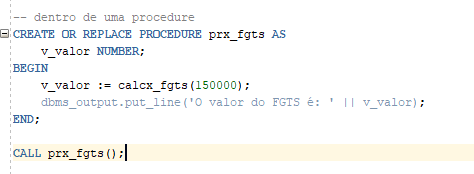 -- dentro de uma procedure
CREATE OR REPLACE PROCEDURE prx_fgts AS
    v_valor NUMBER;
BEGIN
    v_valor := calcx_fgts(150000);
    dbms_output.put_line('O valor do FGTS é: ' || v_valor);
END;
CALL prx_fgts();